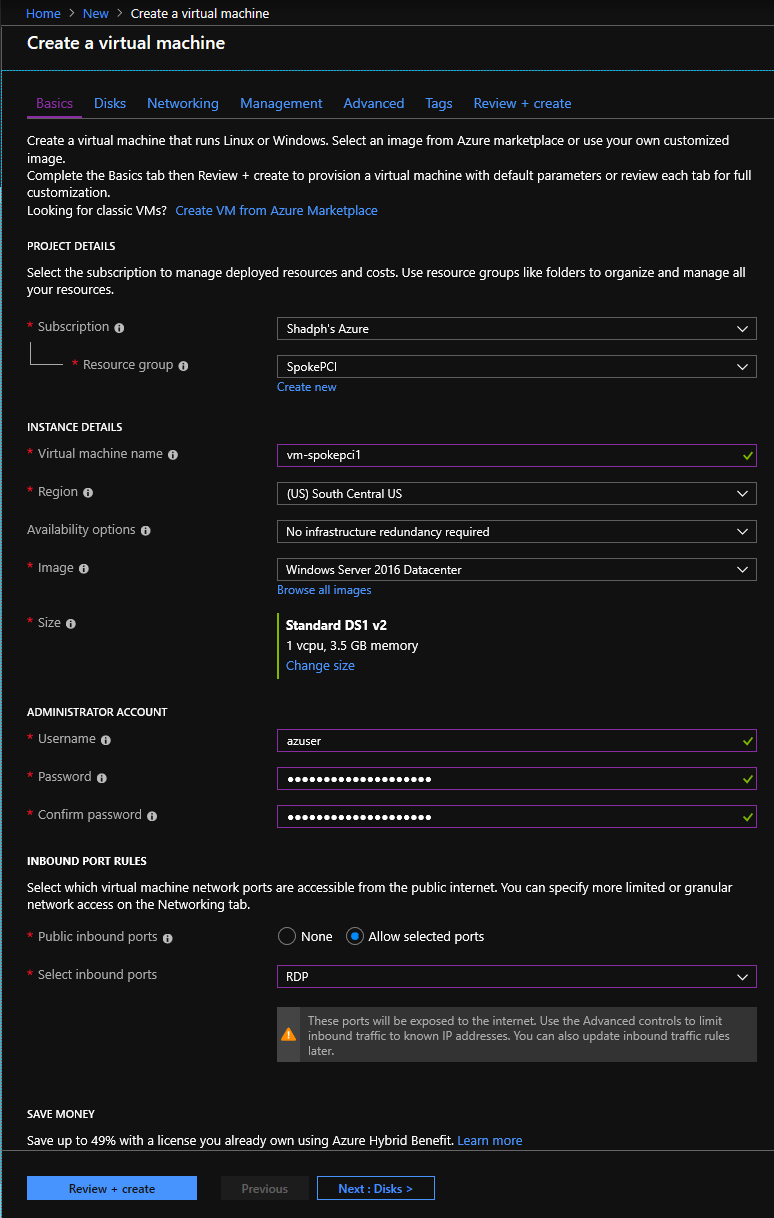 Home > New > Create a virtual machine
Create a virtual machine
Basics Disks Networking Management Advanced Tags Review + create
Create a virtual machine that runs Linux or Windows. Select an image from Azure marketplace or use your own customized
image.
Complete the Basics tab then Review + create to provision a virtual machine with default parameters or review each tab for full
customization.
Looking for classic VMs? Create VM from Azure Marketplace
PROJECT DETAILS
Select the subscription to manage deployed resources and costs. Use resource groups like folders to organize and manage all
your resources.
* Subscription Shadph's Azure
* Resource group SpokePCI
Create new
INSTANCE DETAILS
* Virtual machine name vm-spokepci1
* Region (US) South Central US
Availability options No infrastructure redundancy required
* Image Windows Server 2016 Datacenter
Browse all images
* Size Standard DS1 v2
1 vcpu, 3.5 GB memory
Change size
ADMINISTRATOR ACCOUNT
* Username azuser
* Password ••••••••••••••••••••
* Confirm password ••••••••••••••••••••
INBOUND PORT RULES
Select which virtual machine network ports are accessible from the public internet. You can specify more limited or granular
network access on the Networking tab.
* Public inbound ports None Allow selected ports
* Select inbound ports RDP
These ports will be exposed to the internet. Use the Advanced controls to limit
inbound traffic to known IP addresses. You can also update inbound traffic rules
later.
SAVE MONEY
Save up to 49% with a license you already own using Azure Hybrid Benefit. Learn more
Review + create Previous Next : Disks >